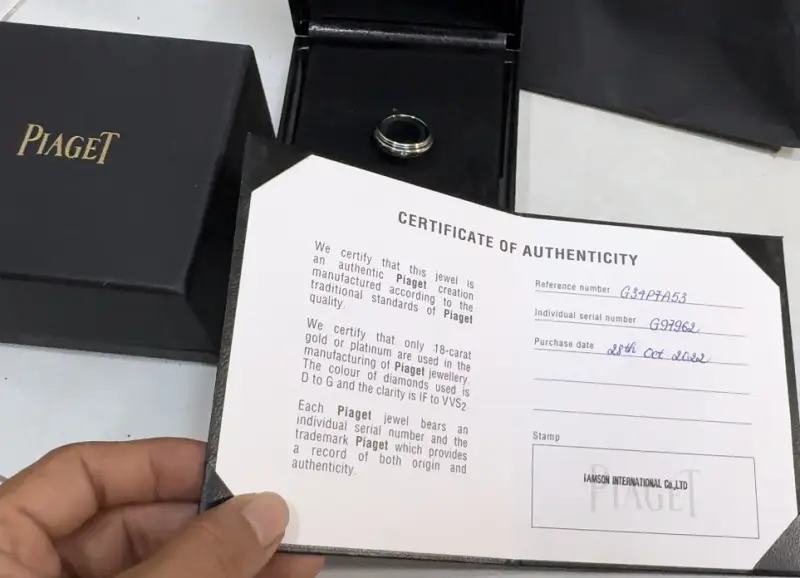 PIAGET
CERTIFICATE OF AUTHENTICITY
We certify that this jewel is
an authentic Piaget creation
manufactured according to the
traditional standards of Piaget
quality.
We certify that only 18-carat
gold or platinum are used in the
manufacturing of Piaget jewellery.
The colour of diamonds used is
D to G and the clarity is IF to VVS2
Each Piaget jewel bears an
individual serial number and the
trademark Piaget which provides
a record of both origin and
authenticity.
Reference number G34P7A53
Individual serial number G97962
Purchase date 28th Oct 2022
Stamp
TAMSON INTERNATIONAL Co.,LTD
PIAGET